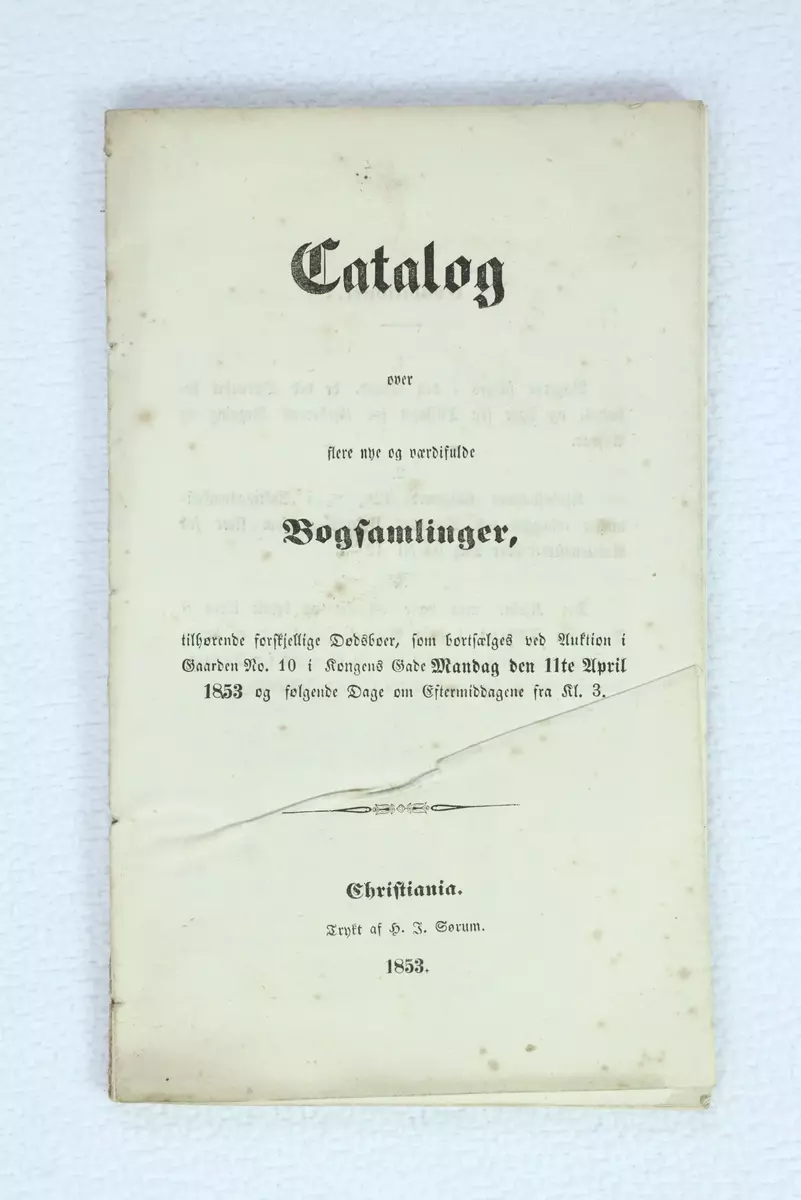 Catalog
over
flere nye og værdifulde
Bogsamlinger,
tilhørende forskjellige Dødsboer, som bortsælges ved Auktion i
Gaarden No. 10 i Kongens Gade Mandag den 11te April
1853 og følgende Dage om Eftermiddagene fra Kl. 3.
Christiania.
Trykt af H. J. Sørum.
1853.